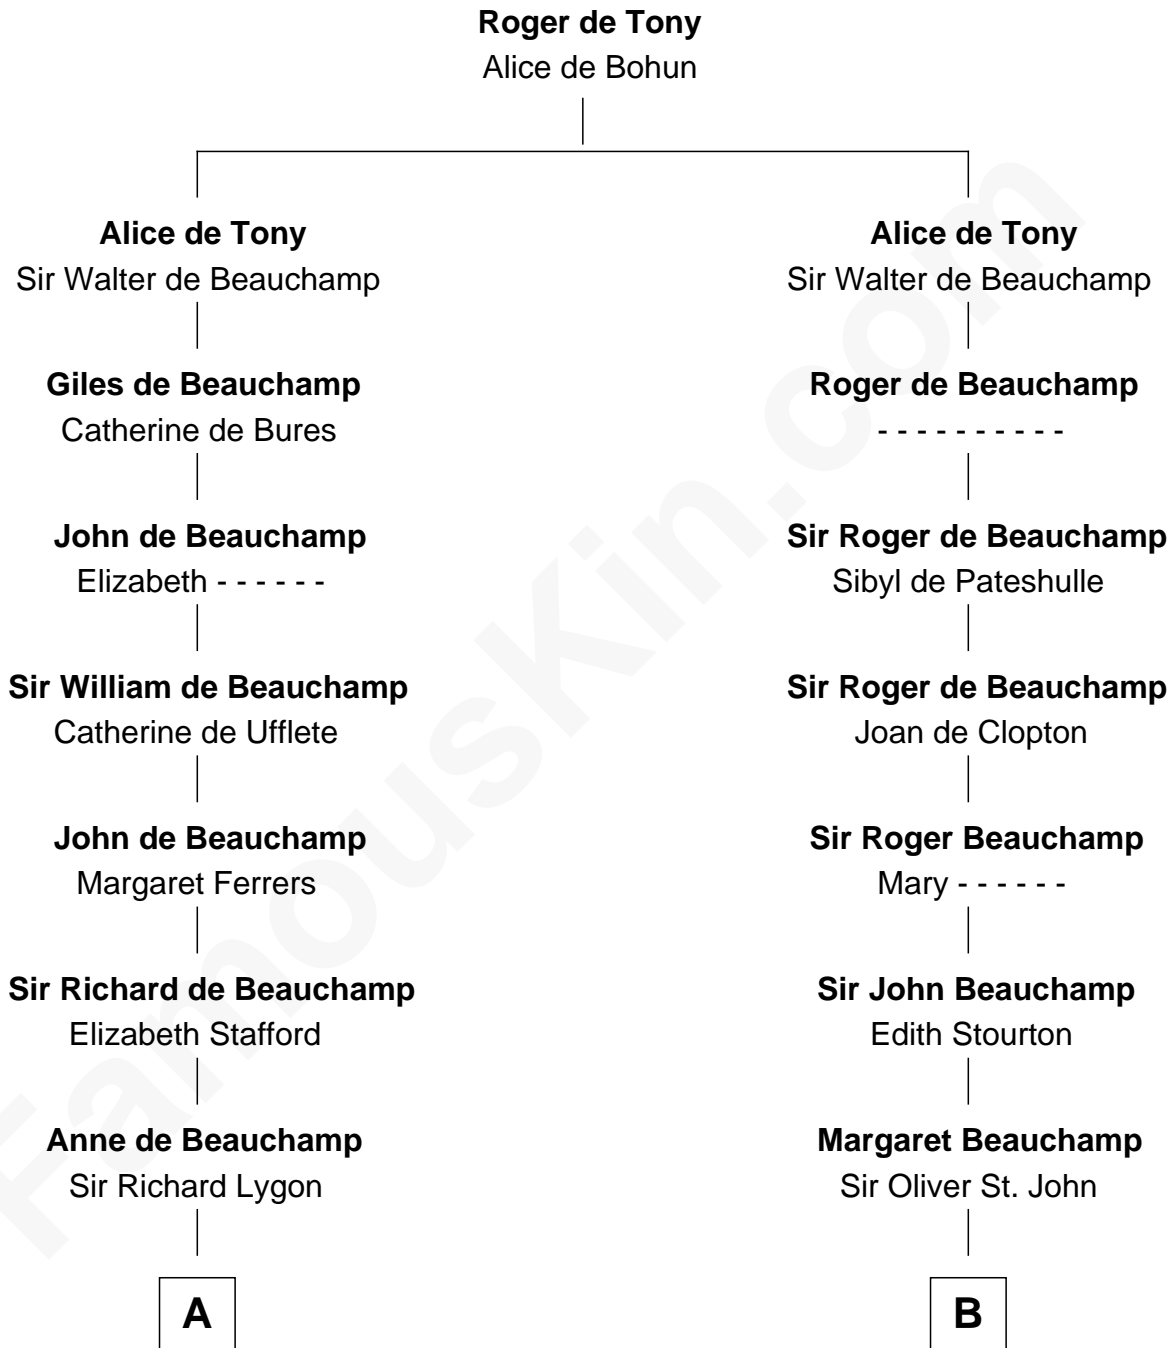 Roger de Tony
Alice de Bohun
Alice de Tony
Sir Walter de Beauchamp
Giles de Beauchamp
Catherine de Bures
John de Beauchamp
Elizabeth - - - - - -
Sir William de Beauchamp
Catherine de Ufflete
John de Beauchamp
Margaret Ferrers
Sir Richard de Beauchamp
Elizabeth Stafford
Anne de Beauchamp
Sir Richard Lygon
A
Alice de Tony
Sir Walter de Beauchamp
Roger de Beauchamp
- - - - - - - - - -
Sir Roger de Beauchamp
Sibyl de Pateshulle
Sir Roger de Beauchamp
Joan de Clopton
Sir Roger Beauchamp
Mary - - - - - -
Sir John Beauchamp
Edith Stourton
Margaret Beauchamp
Sir Oliver St. John
B
FamousKin.com